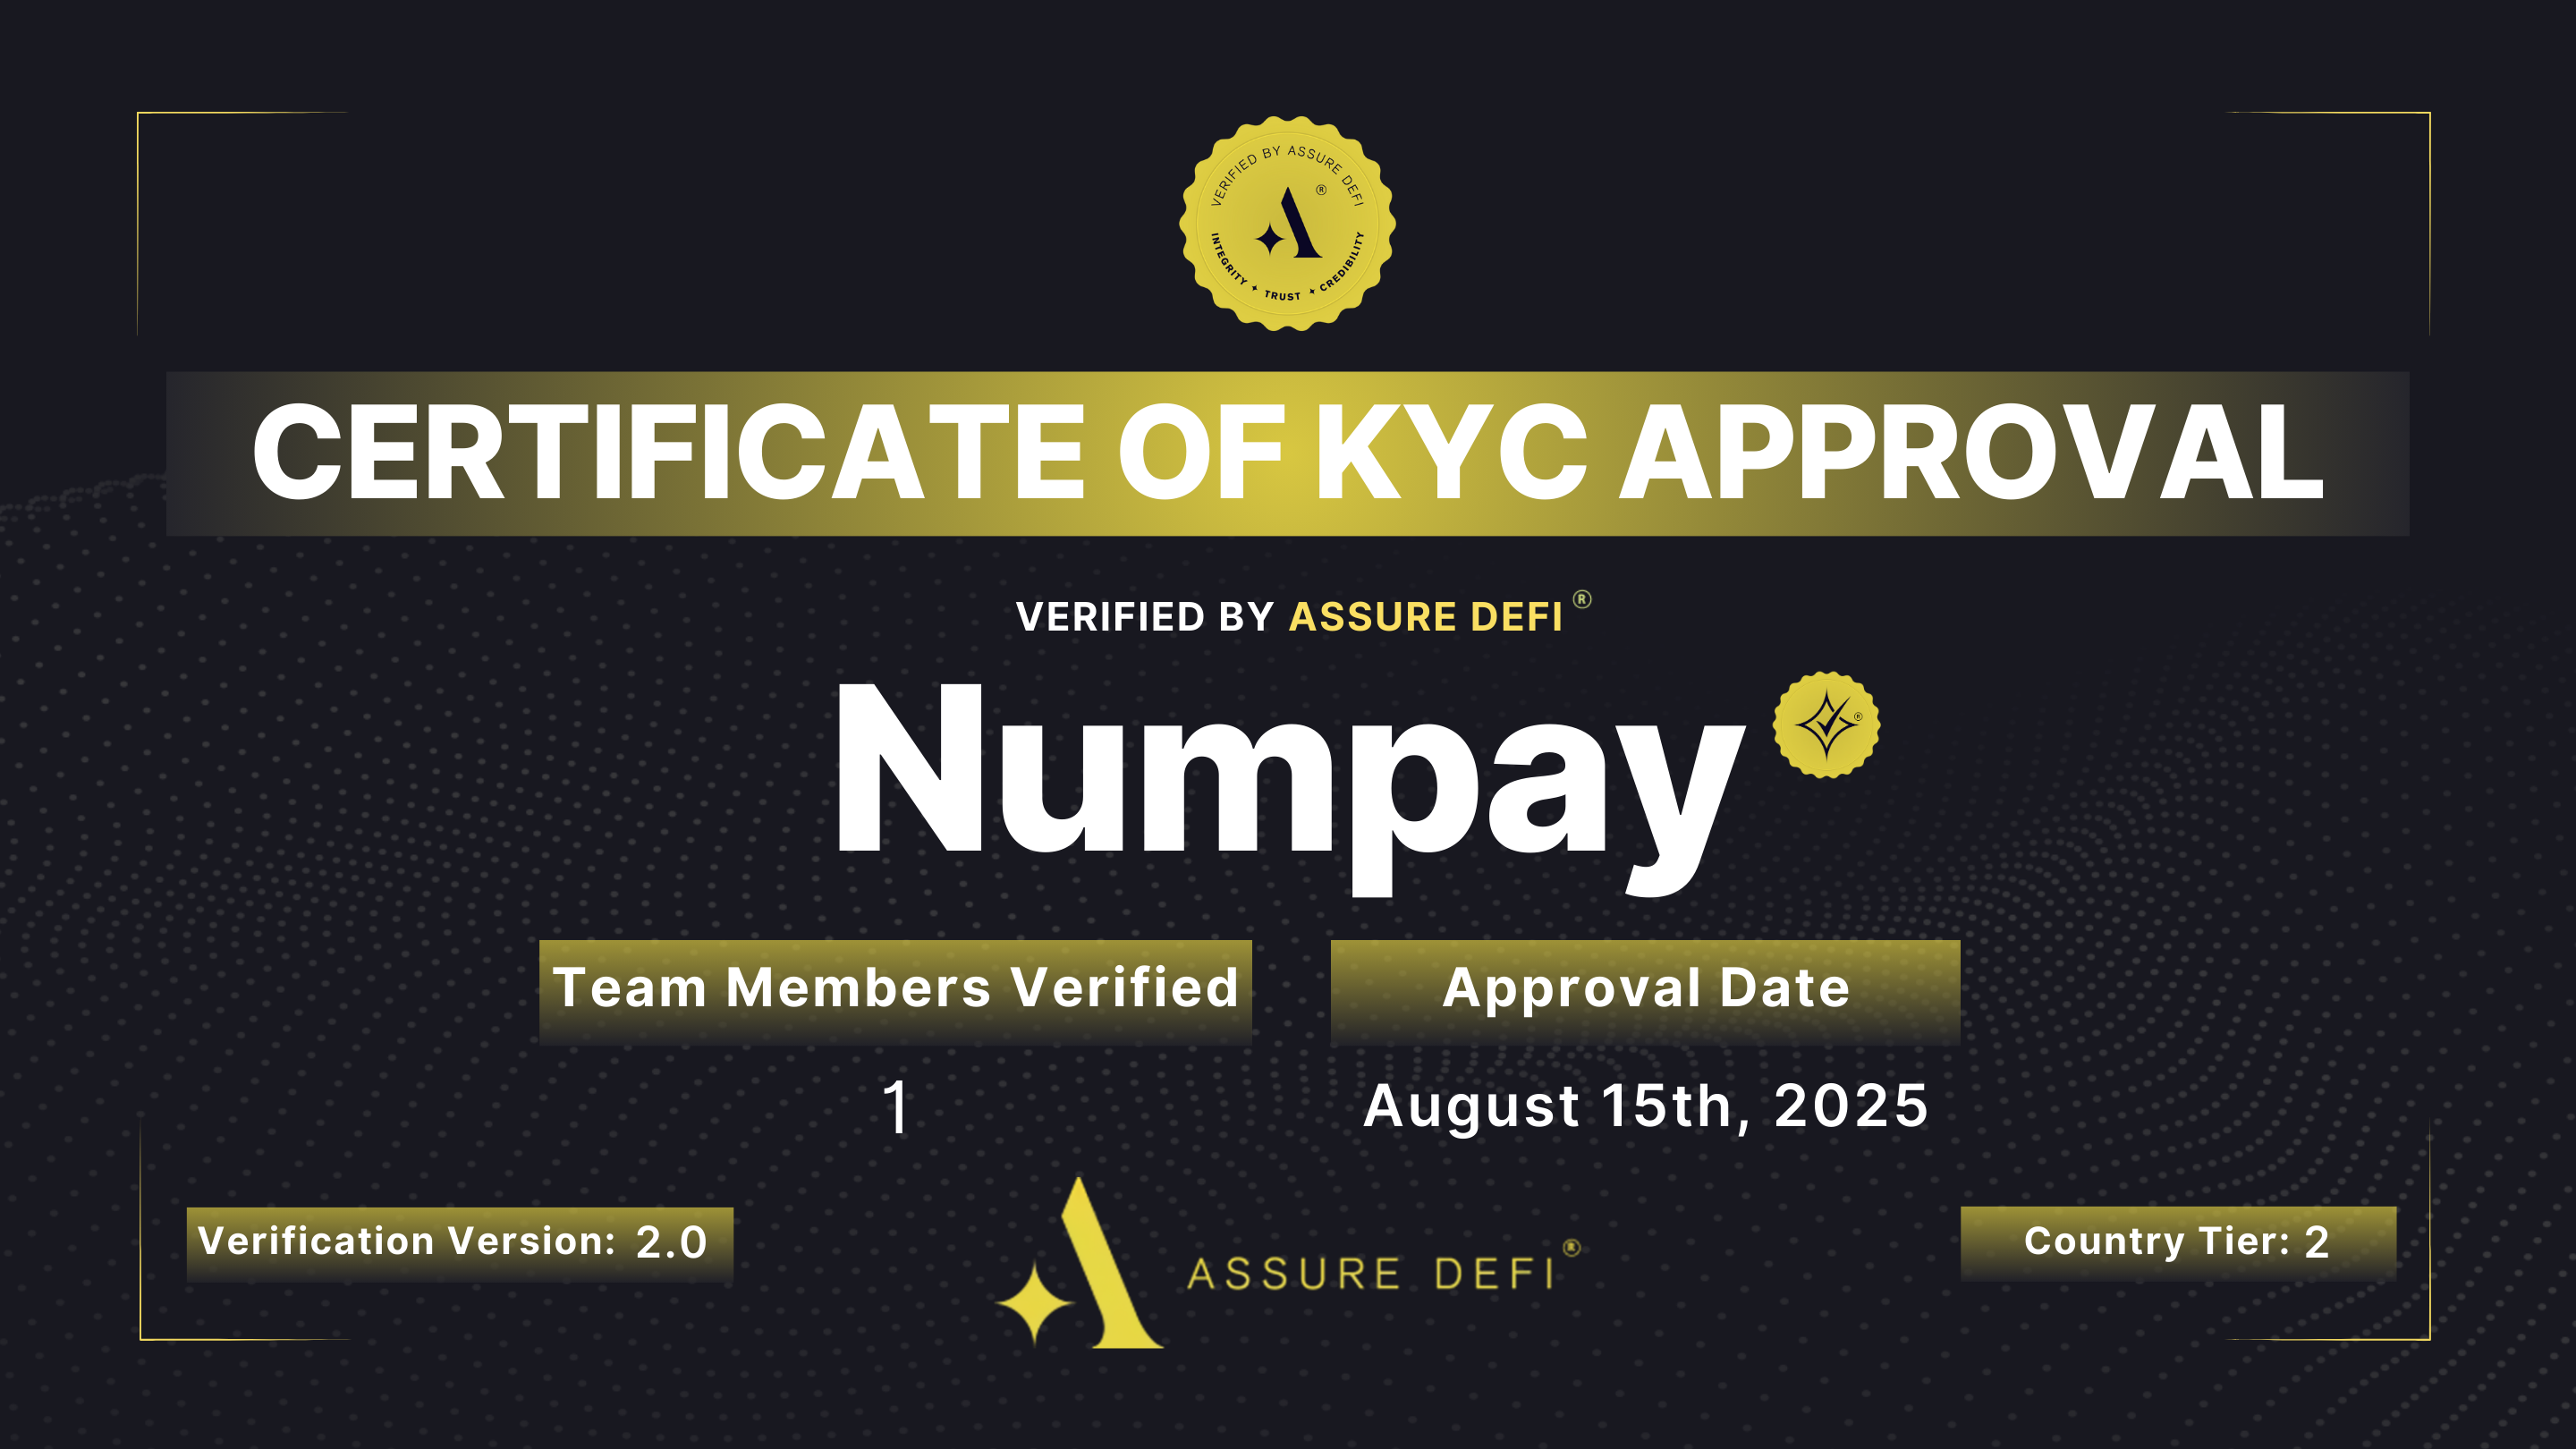 VERIFIED BY ASSURE DEFI
A ®
INTEGRITY ✦ TRUST ✦ CREDIBILITY
CERTIFICATE OF KYC APPROVAL
VERIFIED BY ASSURE DEFI ®
Numpay
®
Team Members Verified
1
Approval Date
August 15th, 2025
Verification Version: 2.0
ASSURE DEFI ®
Country Tier: 2